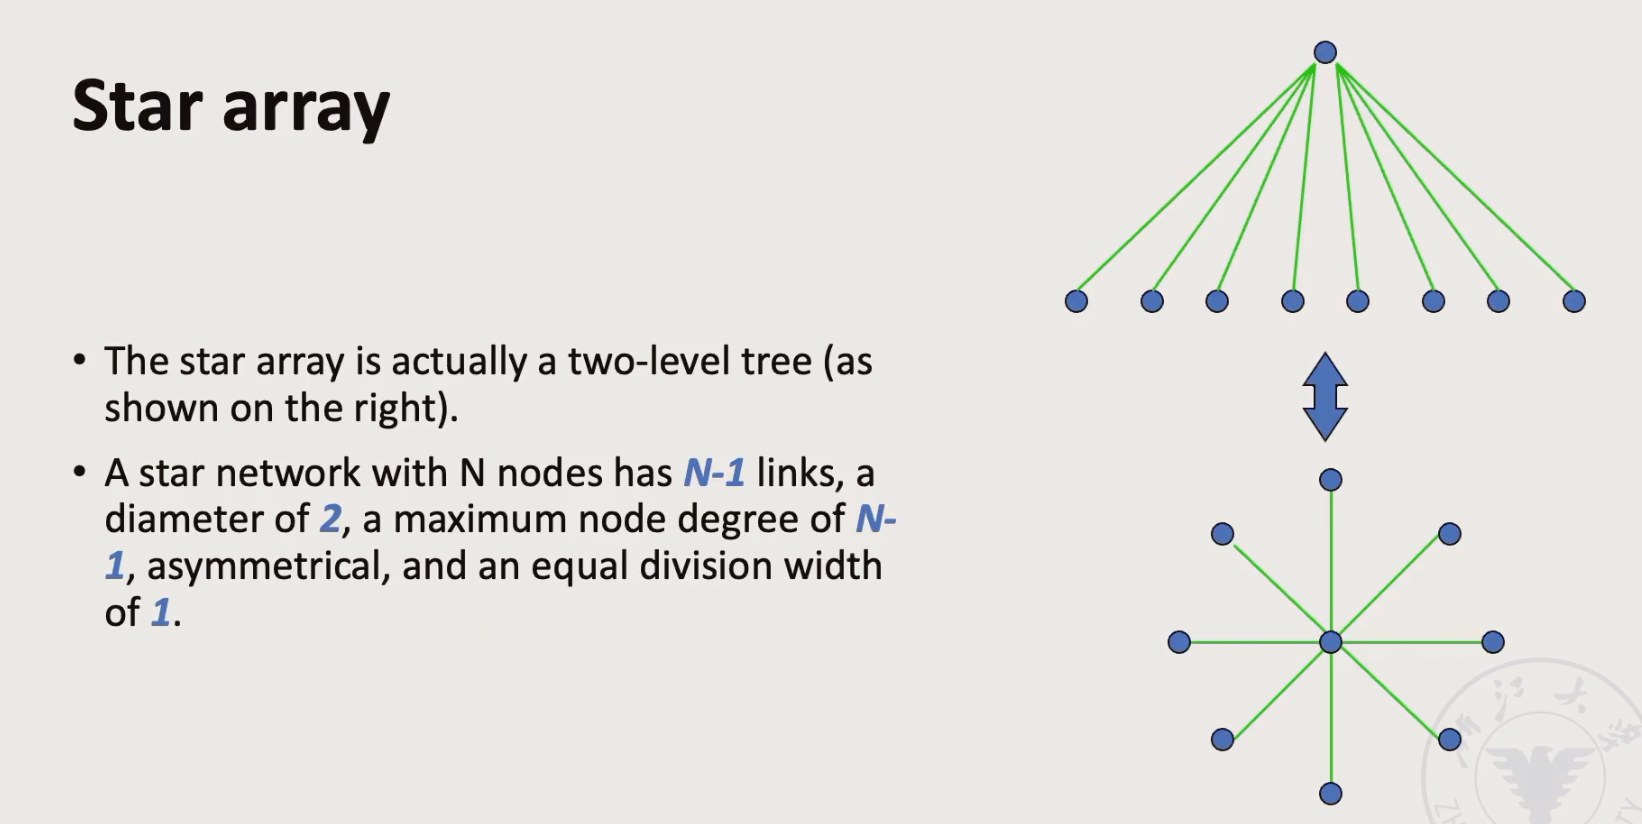 Star array
• The star array is actually a two-level tree (as
shown on the right).
• A star network with N nodes has N-1 links, a
diameter of 2, a maximum node degree of N-
1, asymmetrical, and an equal division width
of 1.